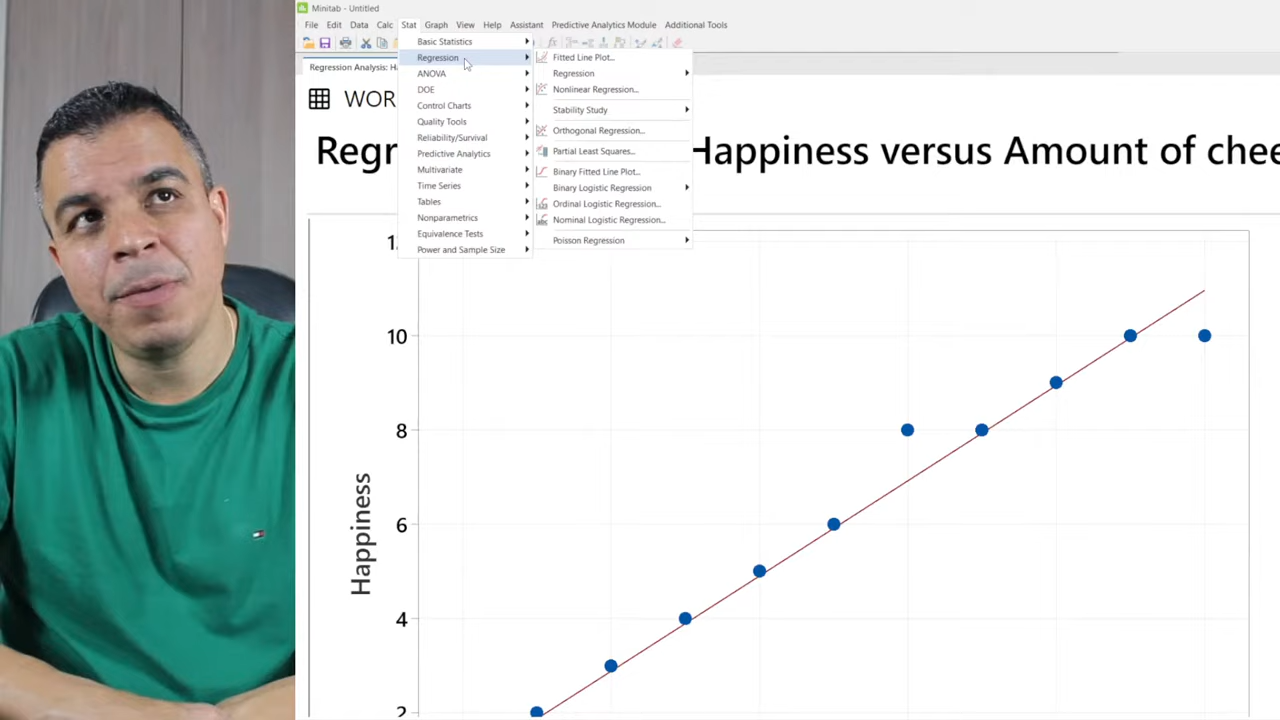 Minitab - Untitled
File Edit Data Calc Stat Graph View Help Assistant Predictive Analytics Module Additional Tools
Basic Statistics
Regression
ANOVA
DOE
Control Charts
Quality Tools
Reliability/Survival
Predictive Analytics
Multivariate
Time Series
Tables
Nonparametrics
Equivalence Tests
Power and Sample Size
Fitted Line Plot...
Regression
Nonlinear Regression...
Stability Study
Orthogonal Regression...
Partial Least Squares...
Binary Fitted Line Plot...
Binary Logistic Regression
Ordinal Logistic Regression...
Nominal Logistic Regression...
Poisson Regression
Regression Analysis: Ha
WOR
Regr Happiness versus Amount of chee
10
8
6
4
2
Happiness